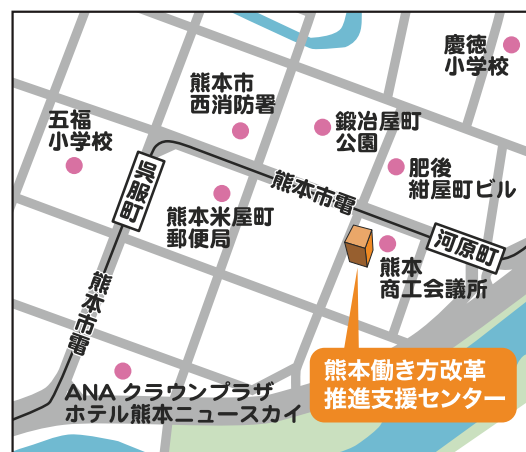 慶徳
小学校
熊本市
西消防署
五福
小学校
鍛冶屋町
公園
肥後
紺屋町ビル
呉服町
熊本市電
熊本米屋町
郵便局
河原町
熊本
商工会議所
熊本市電
熊本働き方改革
推進支援センター
ANA クラウンプラザ
ホテル熊本ニュースカイ